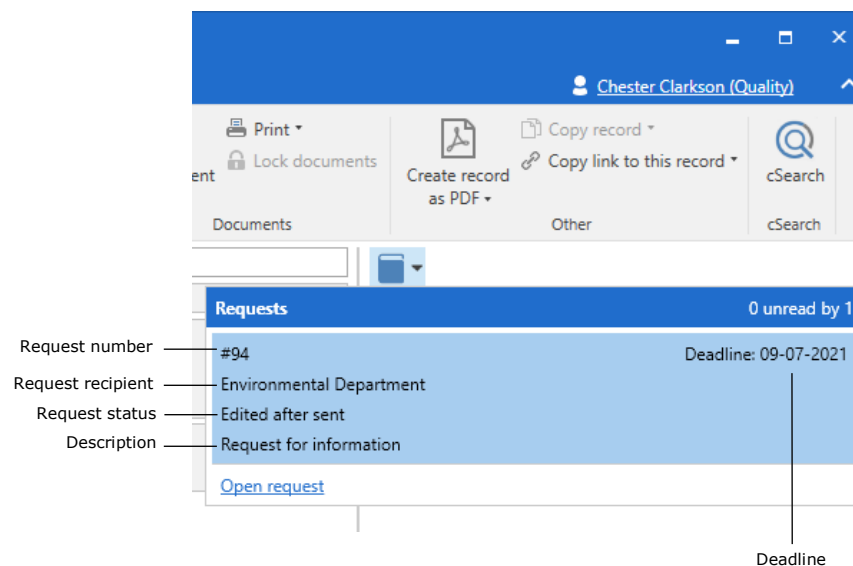 Chester Clarkson (Quality)
Print
Copy record
Lock documents
Copy link to this record
ent
Create record
as PDF
cSearch
Documents
Other
cSearch
Requests
0 unread by 1
Request number
#94
Deadline: 09-07-2021
Request recipient
Environmental Department
Request status
Edited after sent
Description
Request for information
Open request
Deadline